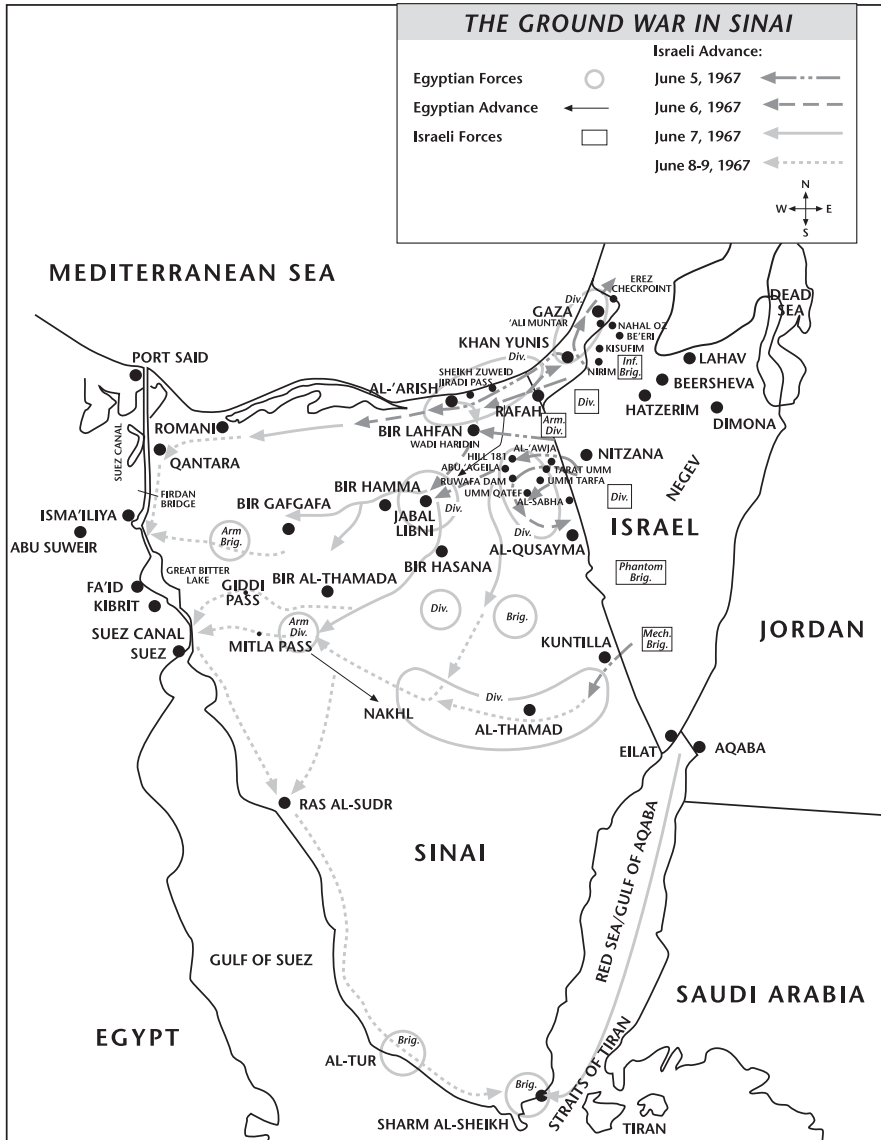 THE GROUND WAR IN SINAI
Israeli Advance:
Egyptian Forces
June 5, 1967
Egyptian Advance
June 6, 1967
Israeli Forces
June 7, 1967
June 8-9, 1967
N
W
E
S
MEDITERRANEAN SEA
DEAD
SEA
EREZ
CHECKPOINT
Div.
GAZA
'ALI MUNTAR
NAHAL OZ
BE'ERI
KHAN YUNIS
KISUFIM
LAHAV
PORT SAID
Div.
NIRIM
Inf.
Brig.
BEERSHEVA
SHEIKH ZUWEID
JIRADI PASS
AL-'ARISH
RAFAH
Div.
HATZERIM
DIMONA
ROMANI
Arm.
Div.
BIR LAHFAN
WADI HARIDIN
SUEZ CANAL
QANTARA
AL-'AWJA
HILL 181
NITZANA
ABU 'AGEILA
TARAT UMM
RUWAFA DAM
UMM TARFA
UMM QATEF
NEGEV
FIRDAN
BRIDGE
BIR HAMMA
BIR GAFGAFA
Div.
AL-SABHA
Div.
ISMA'ILIYA
JABAL
LIBNI
ISRAEL
Arm
Brig.
Div.
ABU SUWEIR
AL-QUSAYMA
BIR HASANA
GREAT BITTER
LAKE
Phantom
Brig.
FA'ID
GIDDI
PASS
BIR AL-THAMADA
KIBRIT
Div.
Brig.
Arm
Div.
SUEZ CANAL
MITLA PASS
SUEZ
KUNTILLA
Mech.
Brig.
JORDAN
Div.
NAKHL
AL-THAMAD
EILAT
AQABA
RAS AL-SUDR
SINAI
RED SEA/GULF OF AQABA
GULF OF SUEZ
SAUDI ARABIA
EGYPT
Brig.
AL-TUR
STRAITS OF TIRAN
Brig.
SHARM AL-SHEIKH
TIRAN